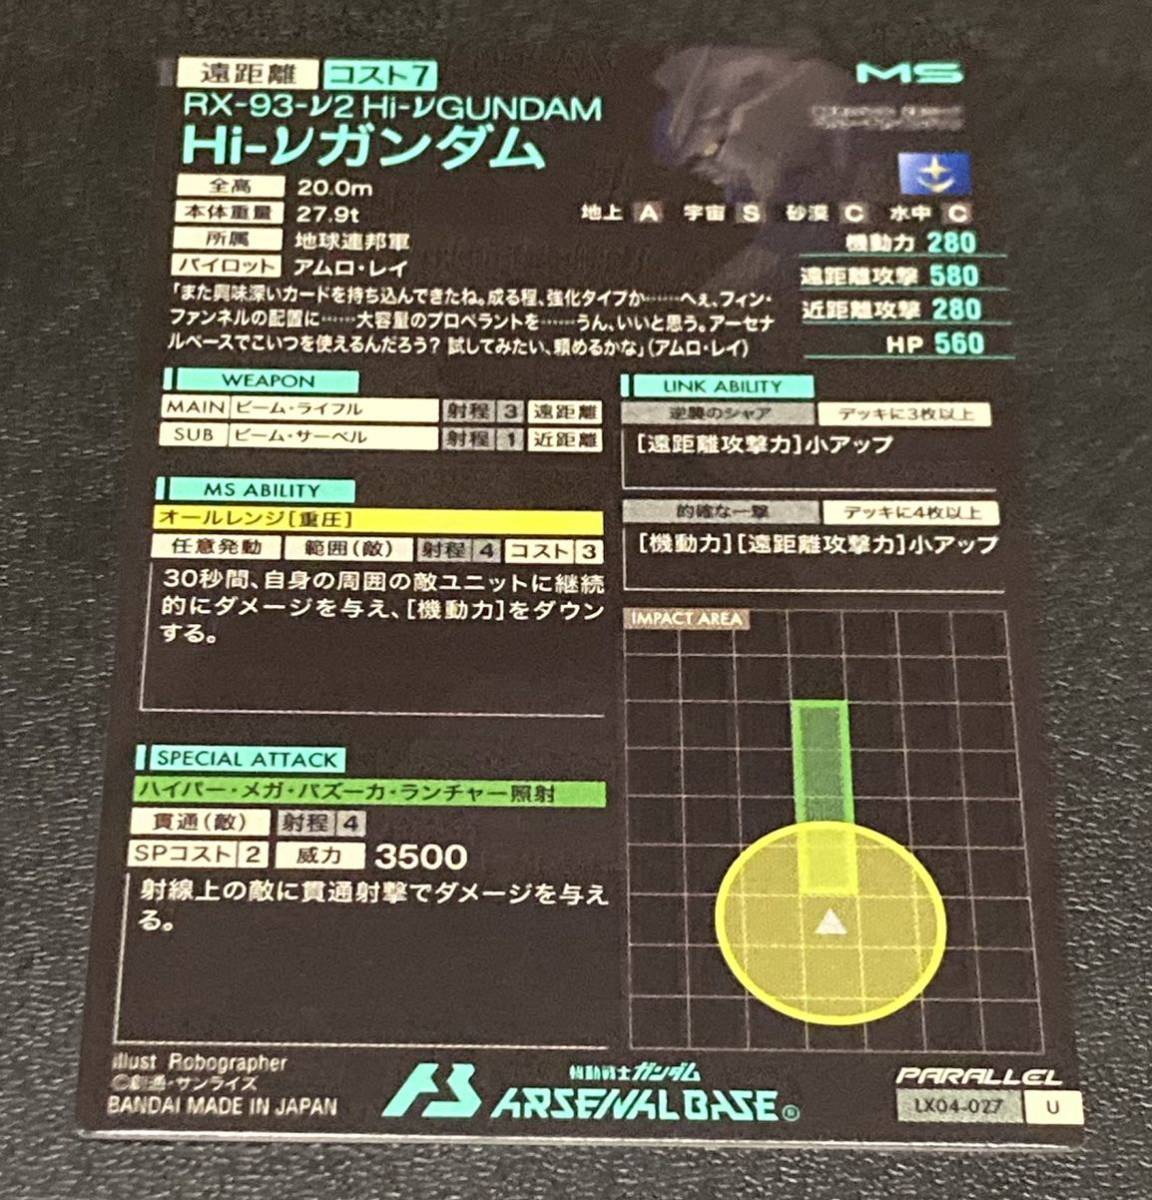 遠距離 コスト7
MS
RX-93-ν2 Hi-νGUNDAM
Hi-νガンダム
全高 20.0m
本体重量 27.9t
所属 地球連邦軍
パイロット アムロ・レイ
地上 A 宇宙 S 砂漠 C 水中 C
機動力 280
遠距離攻撃 580
近距離攻撃 280
HP 560
「また興味深いカードを持ち込んできたね。成る程、強化タイプか……へぇ、フィン・
ファンネルの配置に……大容量のプロペラントを……うん、いいと思う。アーセナ
ルベースでこいつを使えるんだろう? 試してみたい、頼めるかな」(アムロ・レイ)
WEAPON
MAIN ビーム・ライフル 射程 3 遠距離
SUB ビーム・サーベル 射程 1 近距離
LINK ABILITY
逆襲のシャア デッキに3枚以上
[遠距離攻撃力]小アップ
的確な一撃 デッキに4枚以上
[機動力][遠距離攻撃力]小アップ
MS ABILITY
オールレンジ[重圧]
任意発動 範囲(敵) 射程 4 コスト 3
30秒間、自身の周囲の敵ユニットに継続
的にダメージを与え、[機動力]をダウン
する。
IMPACT AREA
SPECIAL ATTACK
ハイパー・メガ・バズーカ・ランチャー照射
貫通(敵) 射程 4
SPコスト 2 威力 3500
射線上の敵に貫通射撃でダメージを与え
る。
illust Robographer
©創通・サンライズ
BANDAI MADE IN JAPAN
機動戦士ガンダム
ARSENAL BASE
PARALLEL
LX04-027 U